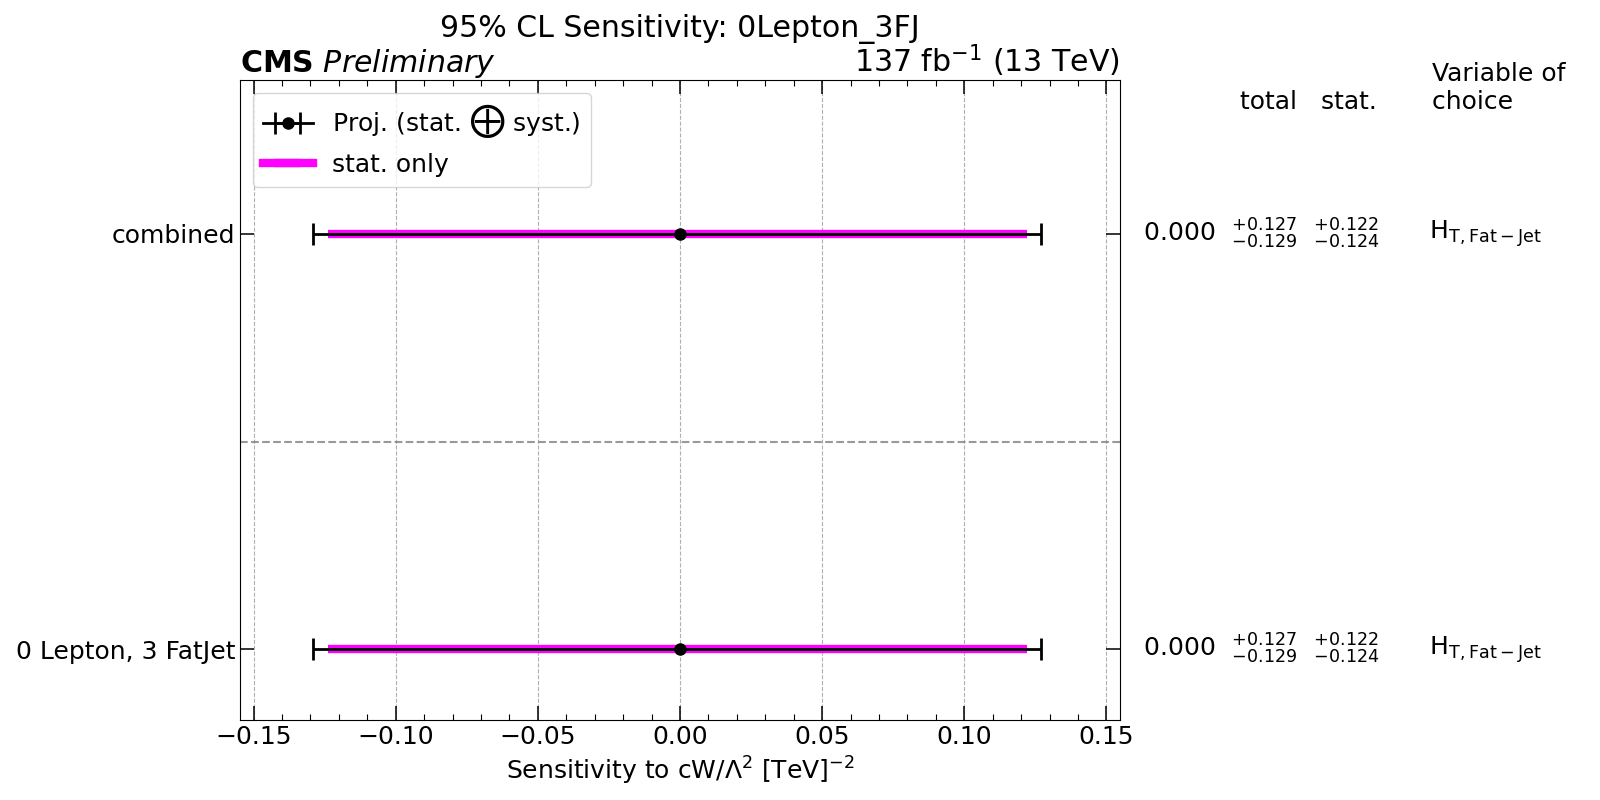 95% CL Sensitivity: 0Lepton_3FJ
CMS Preliminary
137 fb⁻¹ (13 TeV)
total stat.
Variable of
choice
Proj. (stat. ⊕ syst.)
stat. only
combined
0.000 +0.127 −0.129 +0.122 −0.124 H_T, Fat−Jet
0 Lepton, 3 FatJet
0.000 +0.127 −0.129 +0.122 −0.124 H_T, Fat−Jet
−0.15 −0.10 −0.05 0.00 0.05 0.10 0.15
Sensitivity to cW/Λ² [TeV]⁻²